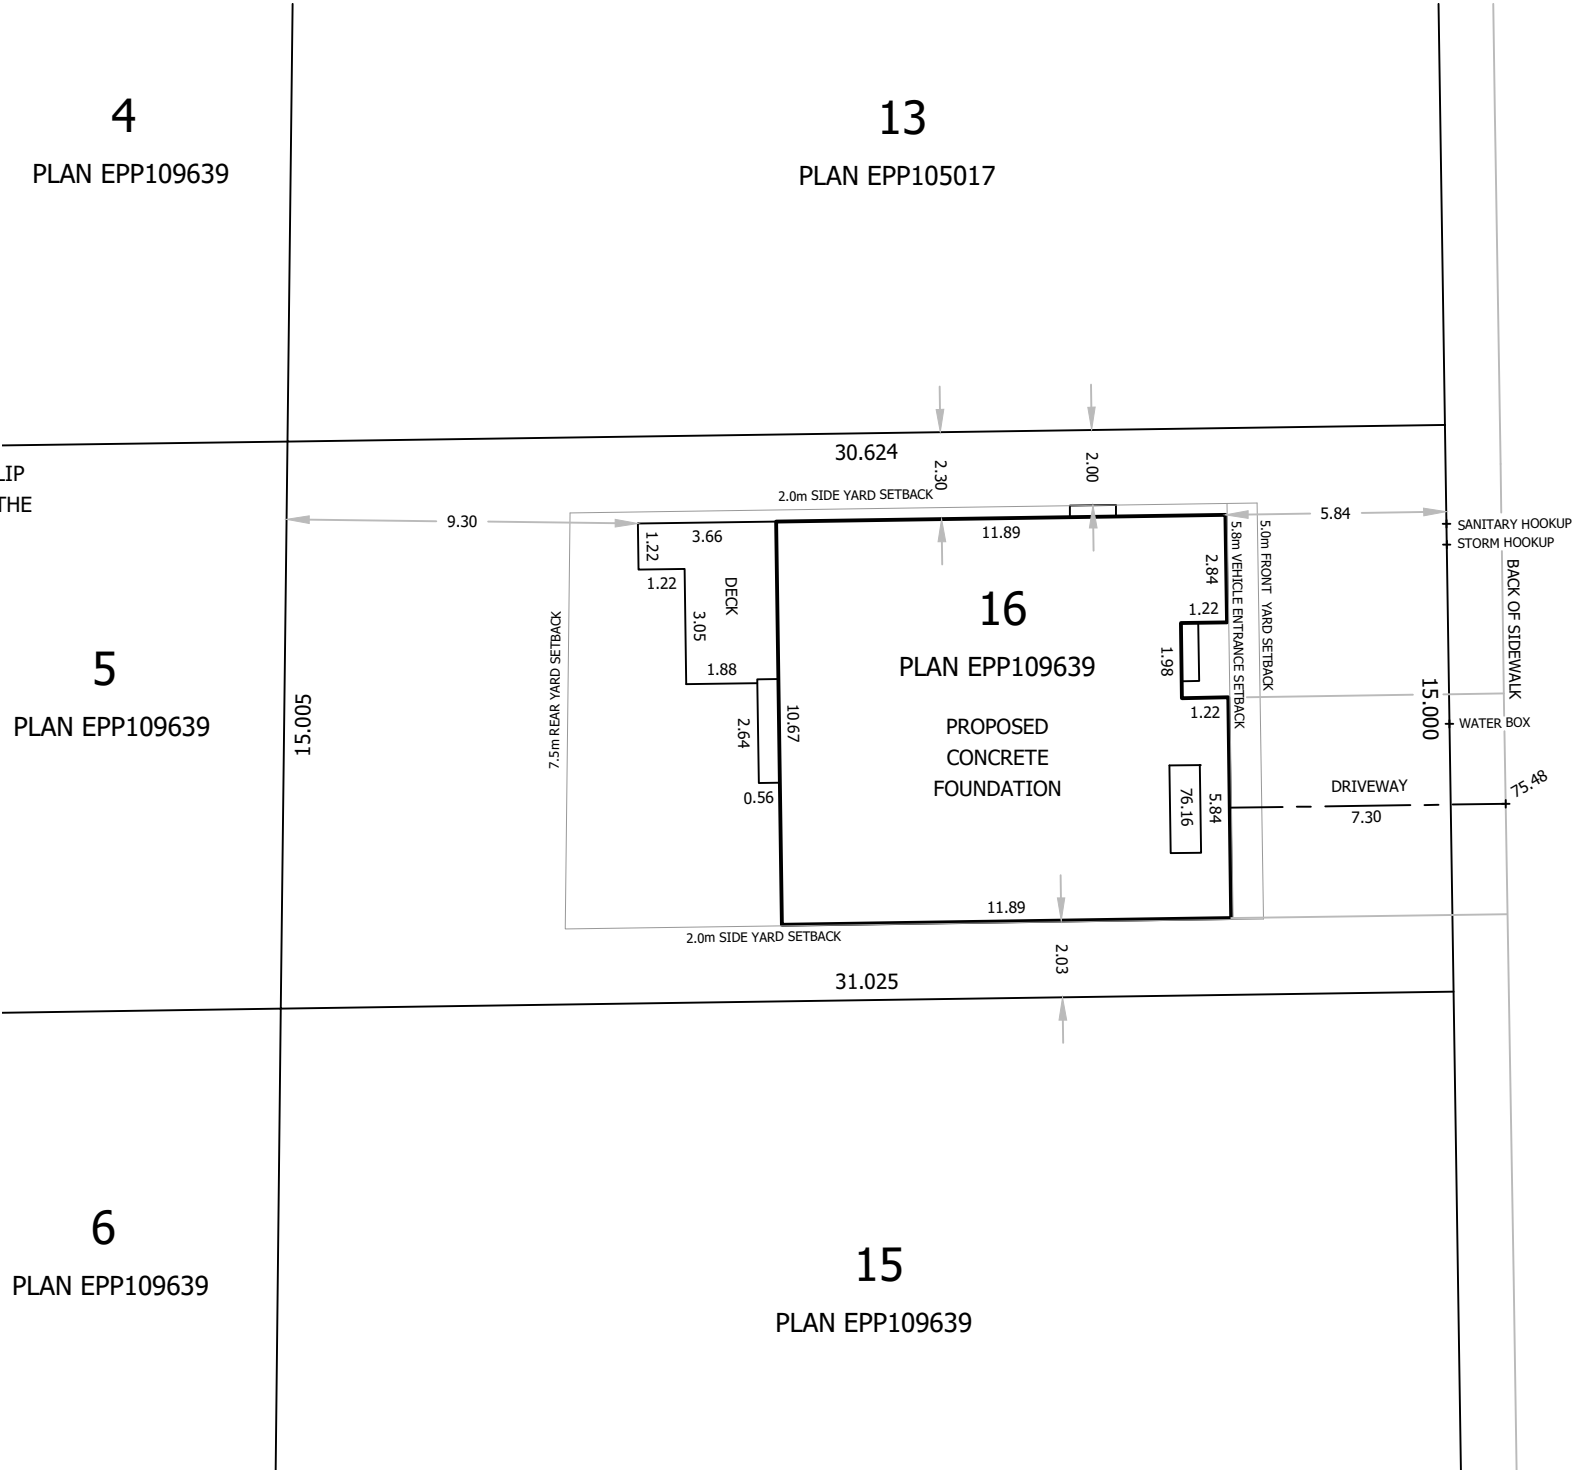 4
PLAN EPP109639
13
PLAN EPP105017
LIP
THE
30.624
2.30
2.00
2.0m SIDE YARD SETBACK
9.30
5.84
SANITARY HOOKUP
STORM HOOKUP
3.66
1.22
1.22
DECK
3.05
1.88
11.89
2.84
1.22
1.98
1.22
5.8m VEHICLE ENTRANCE SETBACK
5.0m FRONT YARD SETBACK
BACK OF SIDEWALK
16
PLAN EPP109639
PROPOSED
CONCRETE
FOUNDATION
5
PLAN EPP109639
15.005
7.5m REAR YARD SETBACK
2.64
0.56
10.67
15.000
WATER BOX
75.48
DRIVEWAY
7.30
76.16
5.84
11.89
2.0m SIDE YARD SETBACK
2.03
31.025
6
PLAN EPP109639
15
PLAN EPP109639